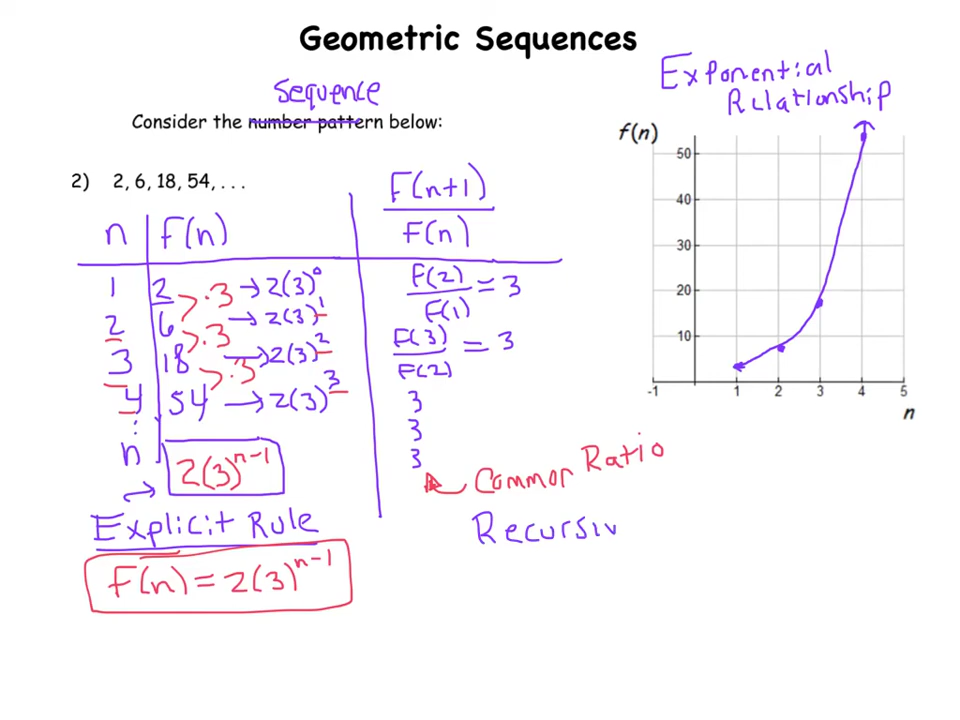 Geometric Sequences
Sequence
Consider the number pattern below:
2) 2, 6, 18, 54, . . .
n F(n) F(n+1)/F(n)
1 2 >·3 → 2(3)^0 F(2)/F(1) = 3
2 6 >·3 → 2(3)^1
3 18 >·3 → 2(3)^2 F(3)/F(2) = 3
4 54 → 2(3)^3 3
⋮ 3
n 2(3)^{n-1} 3
Common Ratio
Explicit Rule
F(n) = 2(3)^{n-1}
Recursiv
Exponential
Relationship
f(n)
50
40
30
20
10
-1 1 2 3 4 5
n